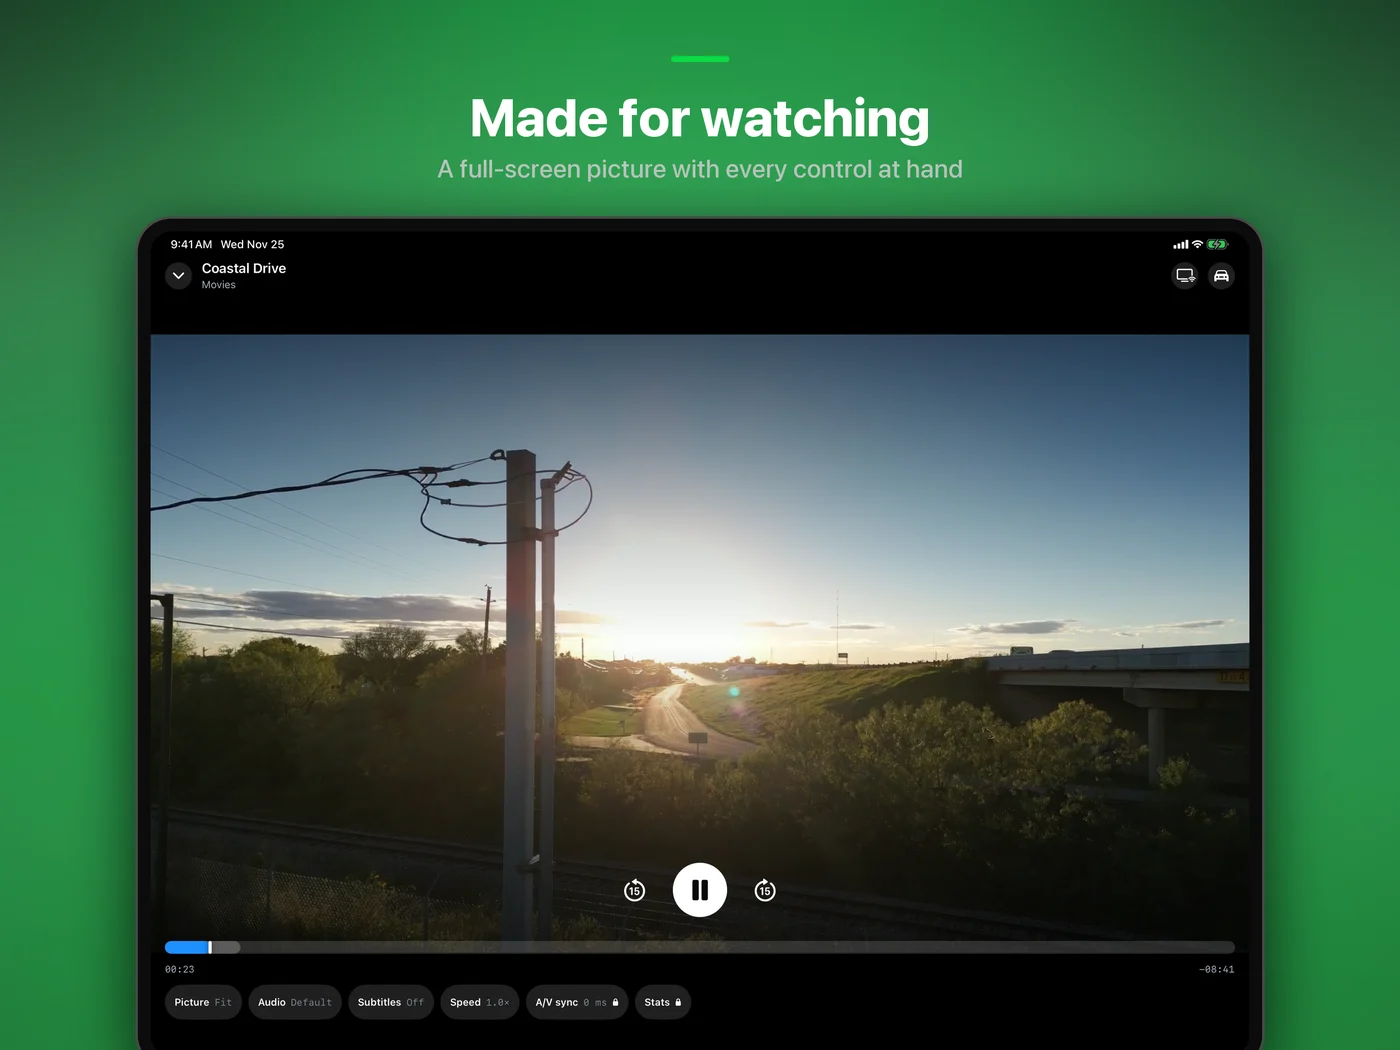 Made for watching
A full-screen picture with every control at hand
9:41 AM Wed Nov 25
Coastal Drive
Movies
15 15
00:23 -08:41
Picture Fit Audio Default Subtitles Off Speed 1.0× A/V sync 0 ms Stats